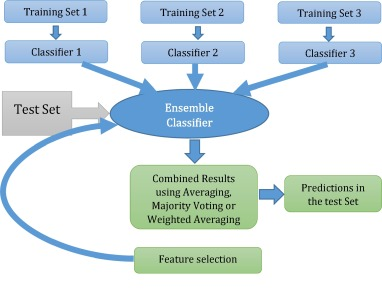 Training Set 1
Training Set 2
Training Set 3
Classifier 1
Classifier 2
Classifier 3
Test Set
Ensemble
Classifier
Combined Results
using Averaging,
Majority Voting or
Weighted Averaging
Predictions in
the test Set
Feature selection